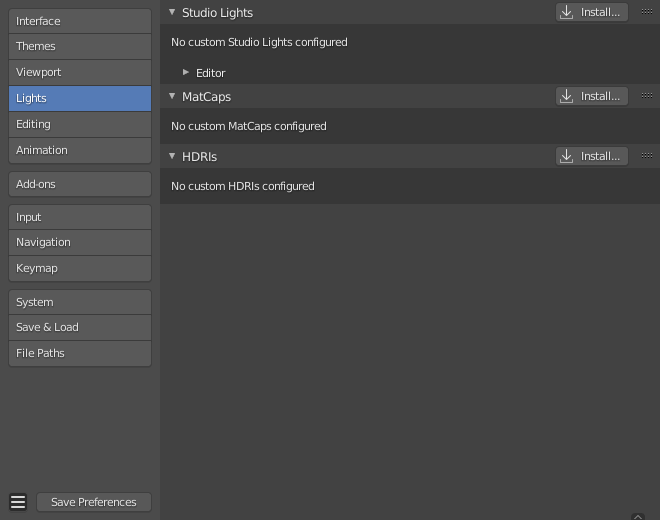 Interface
Themes
Viewport
Lights
Editing
Animation
Add-ons
Input
Navigation
Keymap
System
Save & Load
File Paths
Save Preferences
Studio Lights
Install...
No custom Studio Lights configured
Editor
MatCaps
Install...
No custom MatCaps configured
HDRIs
Install...
No custom HDRIs configured